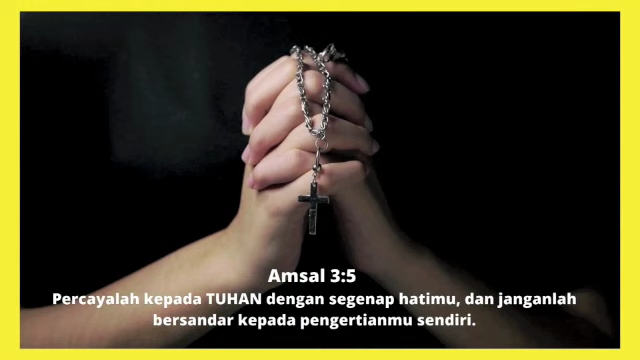 Amsal 3:5
Percayalah kepada TUHAN dengan segenap hatimu, dan janganlah
bersandar kepada pengertianmu sendiri.